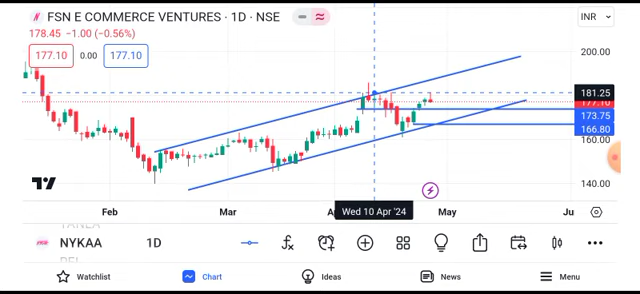 FSN E COMMERCE VENTURES · 1D · NSE
INR
178.45 −1.00 (−0.56%)
177.10 0.00 177.10
200.00
181.25
177.10
173.75
166.80
160.00
140.00
Feb Mar Wed 10 Apr '24 May Ju
NYKAA 1D
Watchlist Chart Ideas News Menu